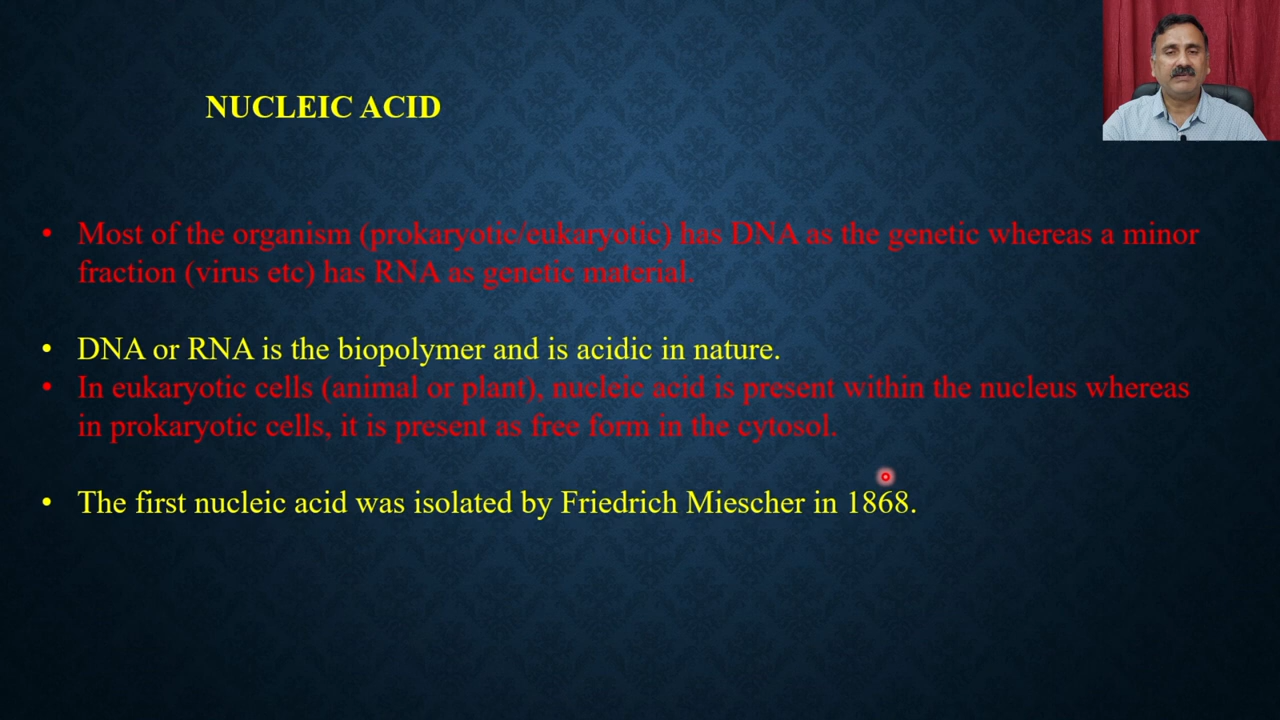 NUCLEIC ACID
• Most of the organism (prokaryotic/eukaryotic) has DNA as the genetic whereas a minor
fraction (virus etc) has RNA as genetic material.
• DNA or RNA is the biopolymer and is acidic in nature.
• In eukaryotic cells (animal or plant), nucleic acid is present within the nucleus whereas
in prokaryotic cells, it is present as free form in the cytosol.
• The first nucleic acid was isolated by Friedrich Miescher in 1868.